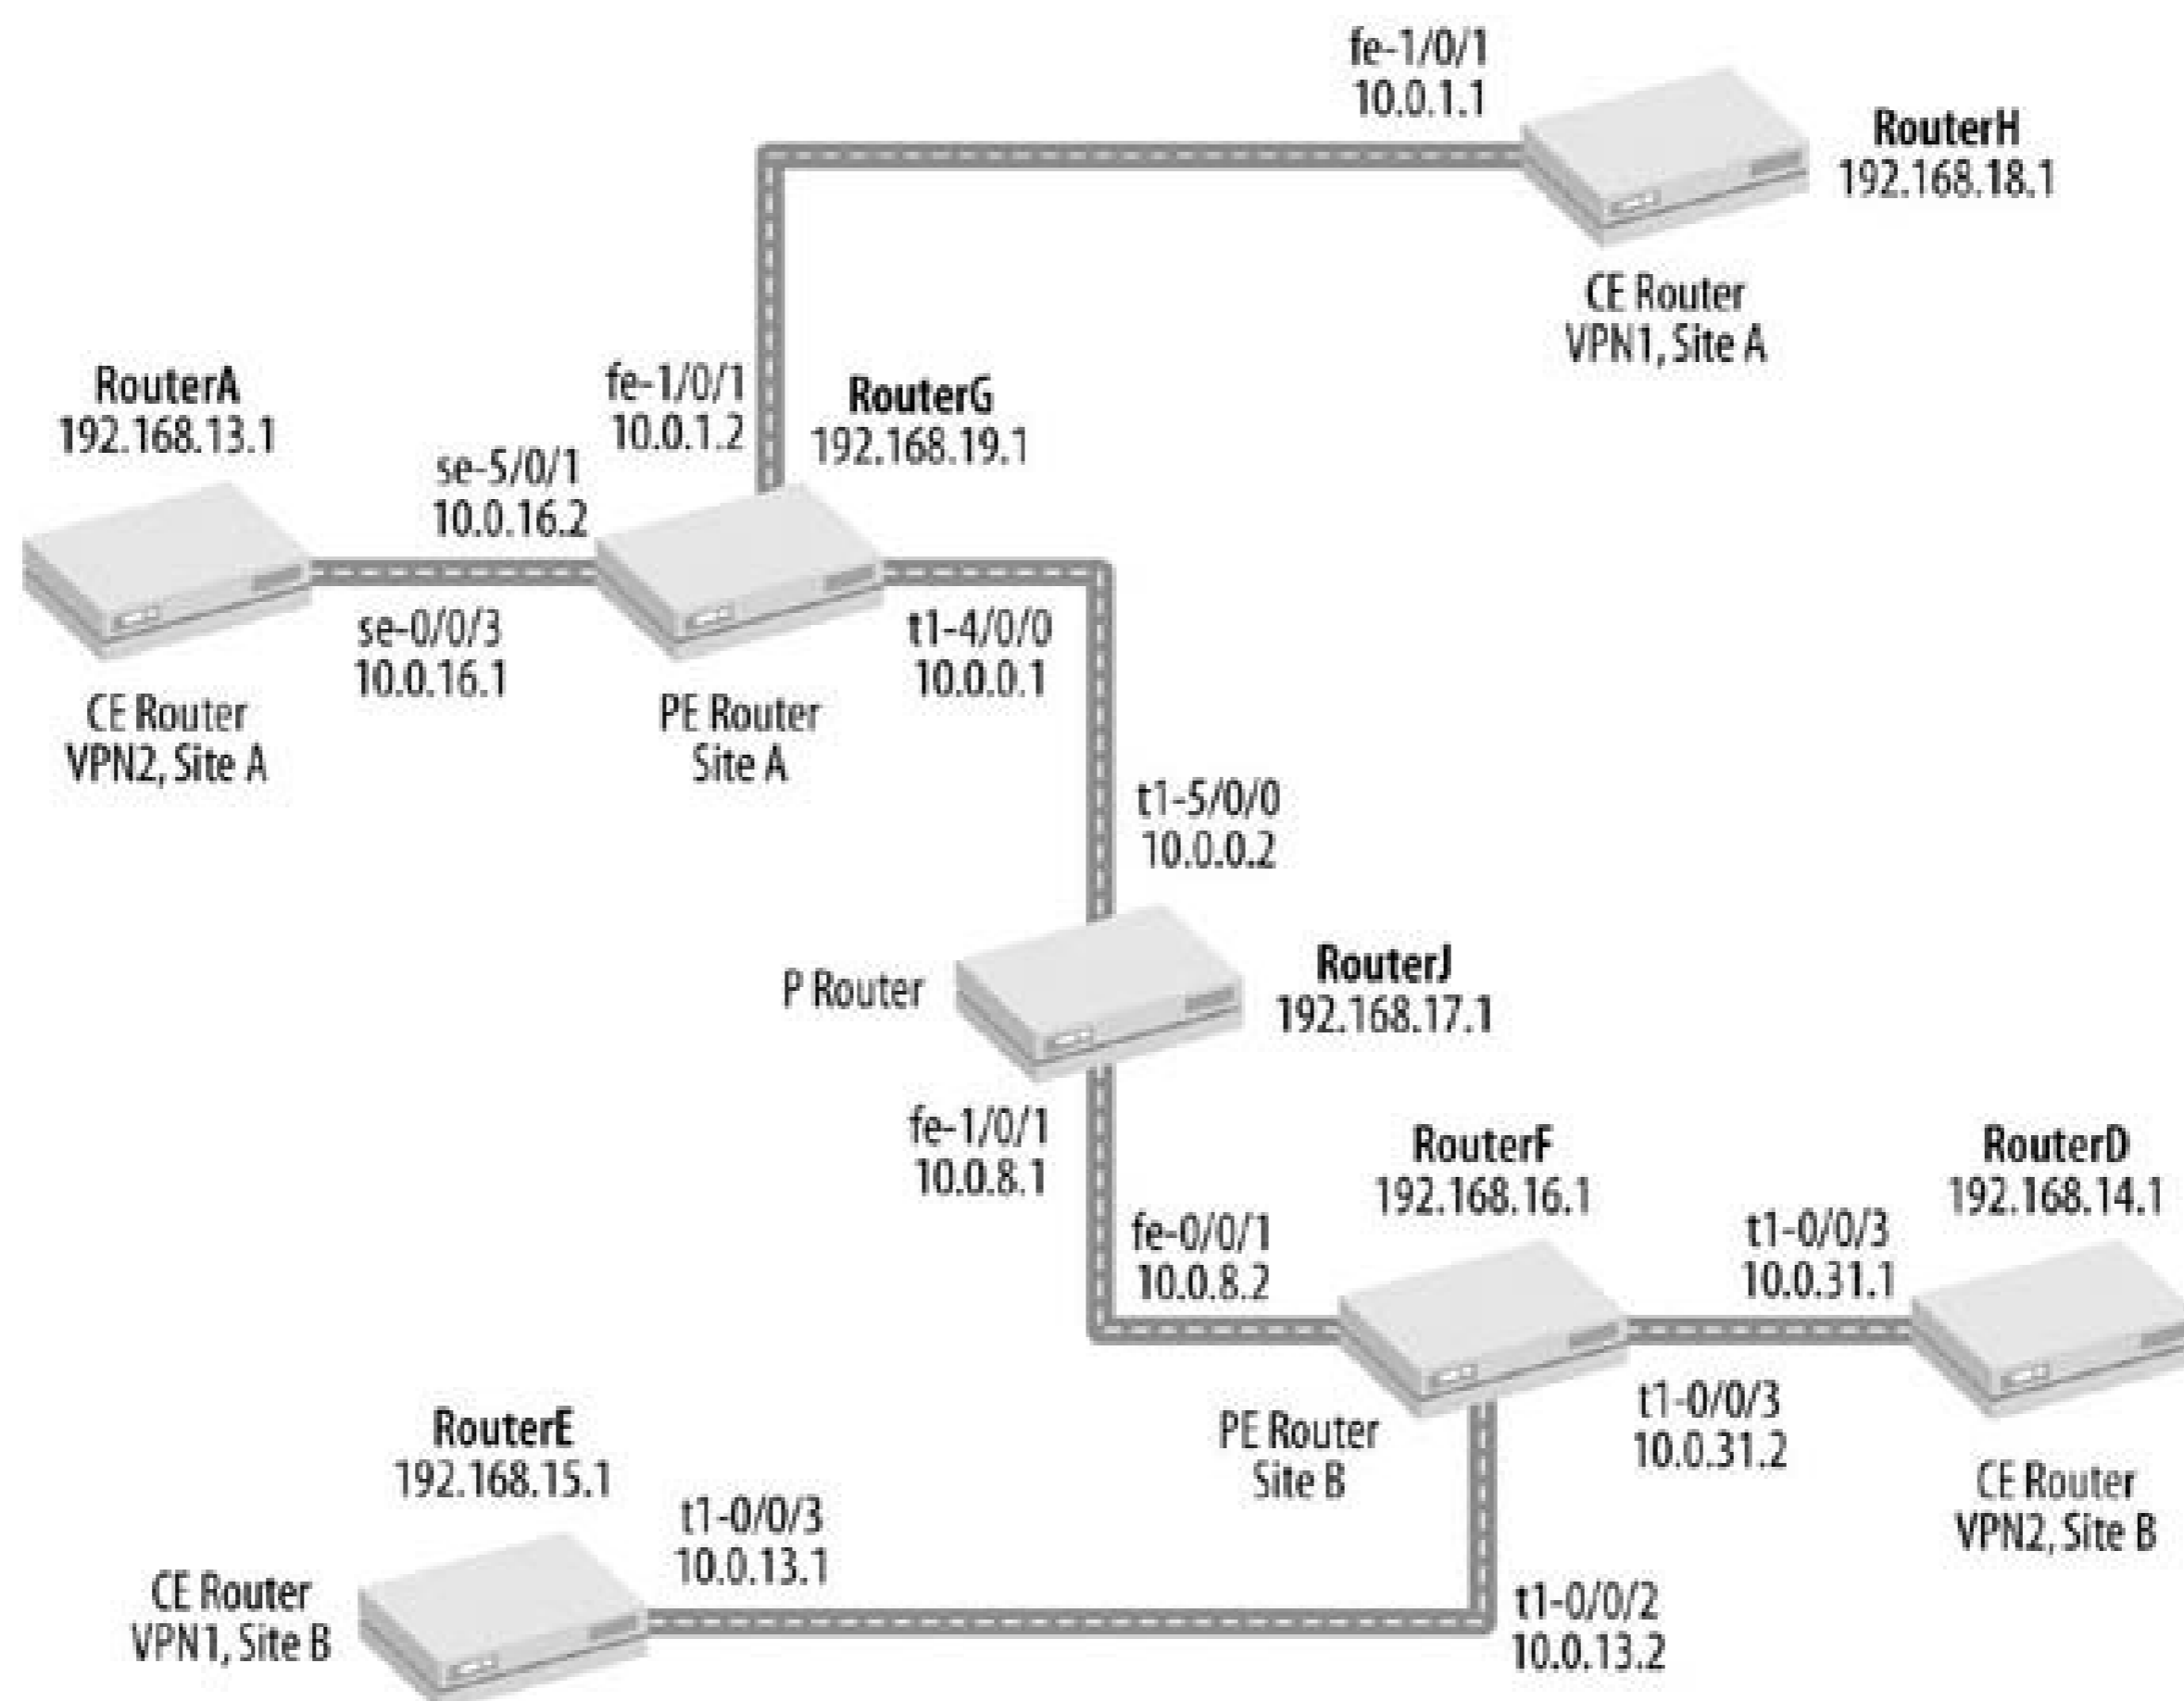 fe-1/0/1
10.0.1.1
RouterH
192.168.18.1
CE Router
VPN1, Site A
RouterA
192.168.13.1
fe-1/0/1
10.0.1.2
RouterG
192.168.19.1
se-5/0/1
10.0.16.2
se-0/0/3
10.0.16.1
t1-4/0/0
10.0.0.1
CE Router
VPN2, Site A
PE Router
Site A
t1-5/0/0
10.0.0.2
P Router
RouterJ
192.168.17.1
fe-1/0/1
10.0.8.1
RouterF
192.168.16.1
RouterD
192.168.14.1
fe-0/0/1
10.0.8.2
t1-0/0/3
10.0.31.1
t1-0/0/3
10.0.31.2
PE Router
Site B
CE Router
VPN2, Site B
RouterE
192.168.15.1
t1-0/0/3
10.0.13.1
CE Router
VPN1, Site B
t1-0/0/2
10.0.13.2